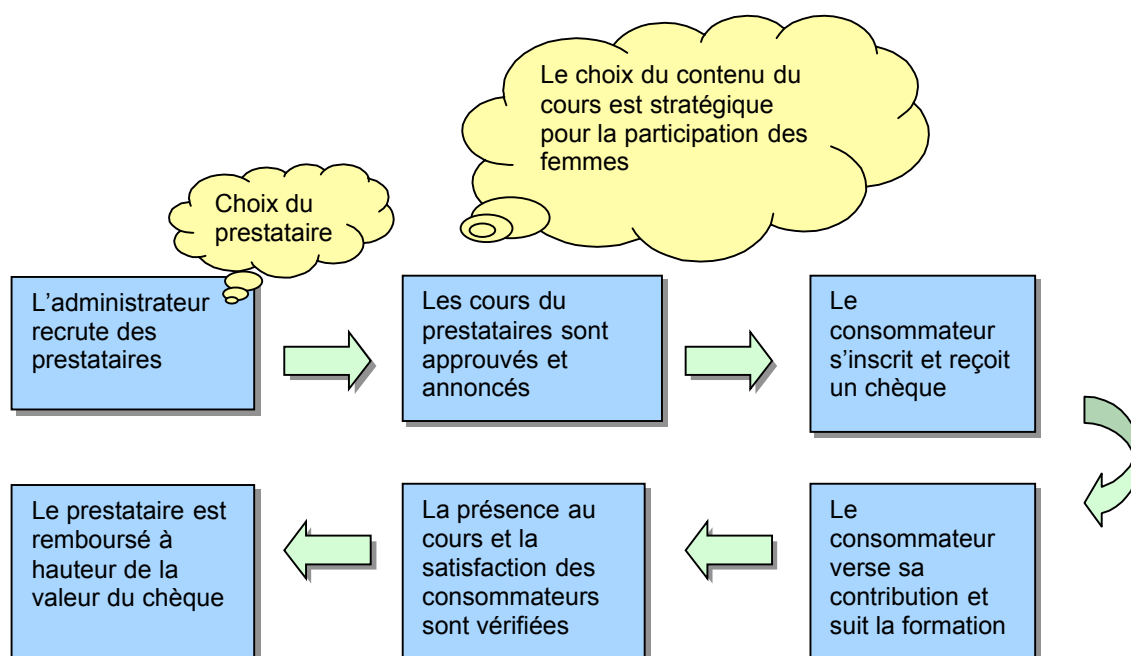 Le choix du contenu du
cours est stratégique
pour la participation des
femmes
Choix du
prestataire
L’administrateur
recrute des
prestataires
Les cours du
prestataires sont
approuvés et
annoncés
Le
consommateur
s’inscrit et reçoit
un chèque
Le
consommateur
verse sa
contribution et
suit la formation
La présence au
cours et la
satisfaction des
consommateurs
sont vérifiées
Le prestataire est
remboursé à
hauteur de la
valeur du chèque